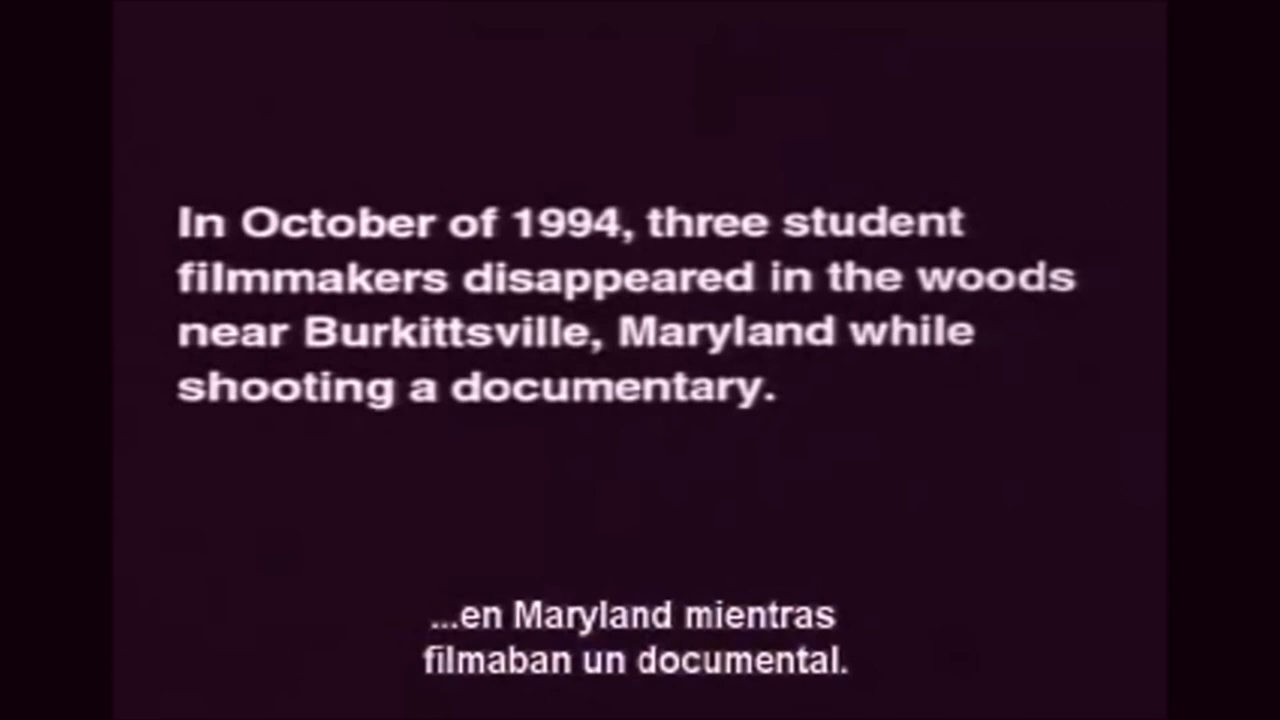 In October of 1994, three student
filmmakers disappeared in the woods
near Burkittsville, Maryland while
shooting a documentary.
...en Maryland mientras
filmaban un documental.